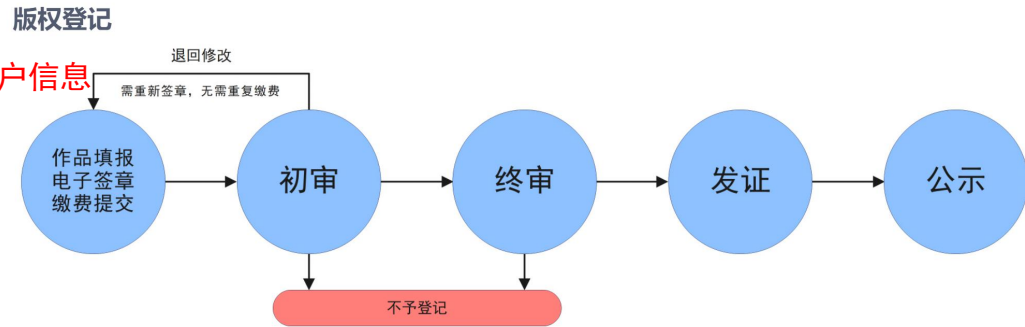 版权登记
退回修改
户信息
需重新签章，无需重复缴费
作品填报
电子签章
缴费提交
初审
终审
发证
公示
不予登记